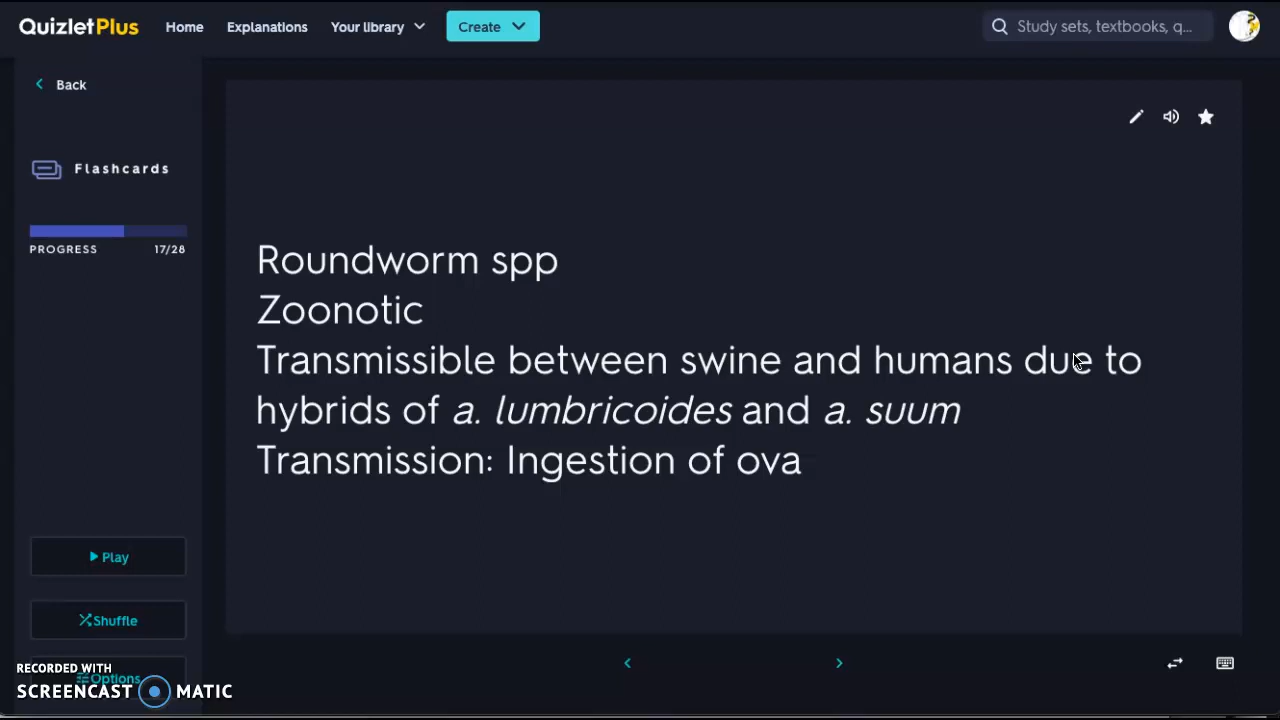 QuizletPlus
Home
Explanations
Your library
Create
Study sets, textbooks, q...
Back
Flashcards
PROGRESS 17/28
Roundworm spp
Zoonotic
Transmissible between swine and humans due to
hybrids of a. lumbricoides and a. suum
Transmission: Ingestion of ova
Play
Shuffle
Options
RECORDED WITH
SCREENCAST MATIC